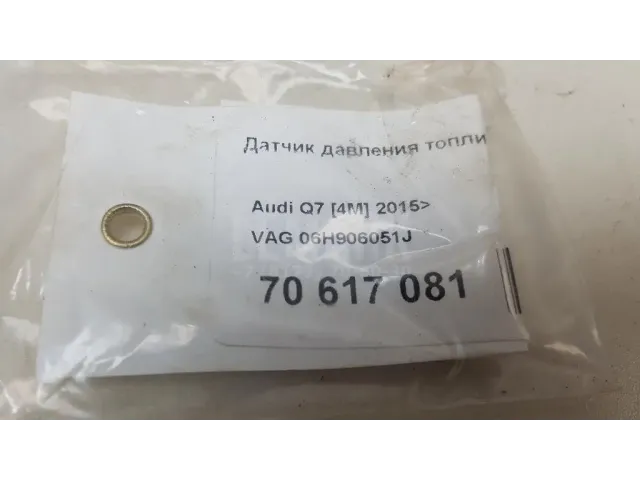 Датчик давления топли
Audi Q7 [4M] 2015>
VAG 06H906051J
70 617 081